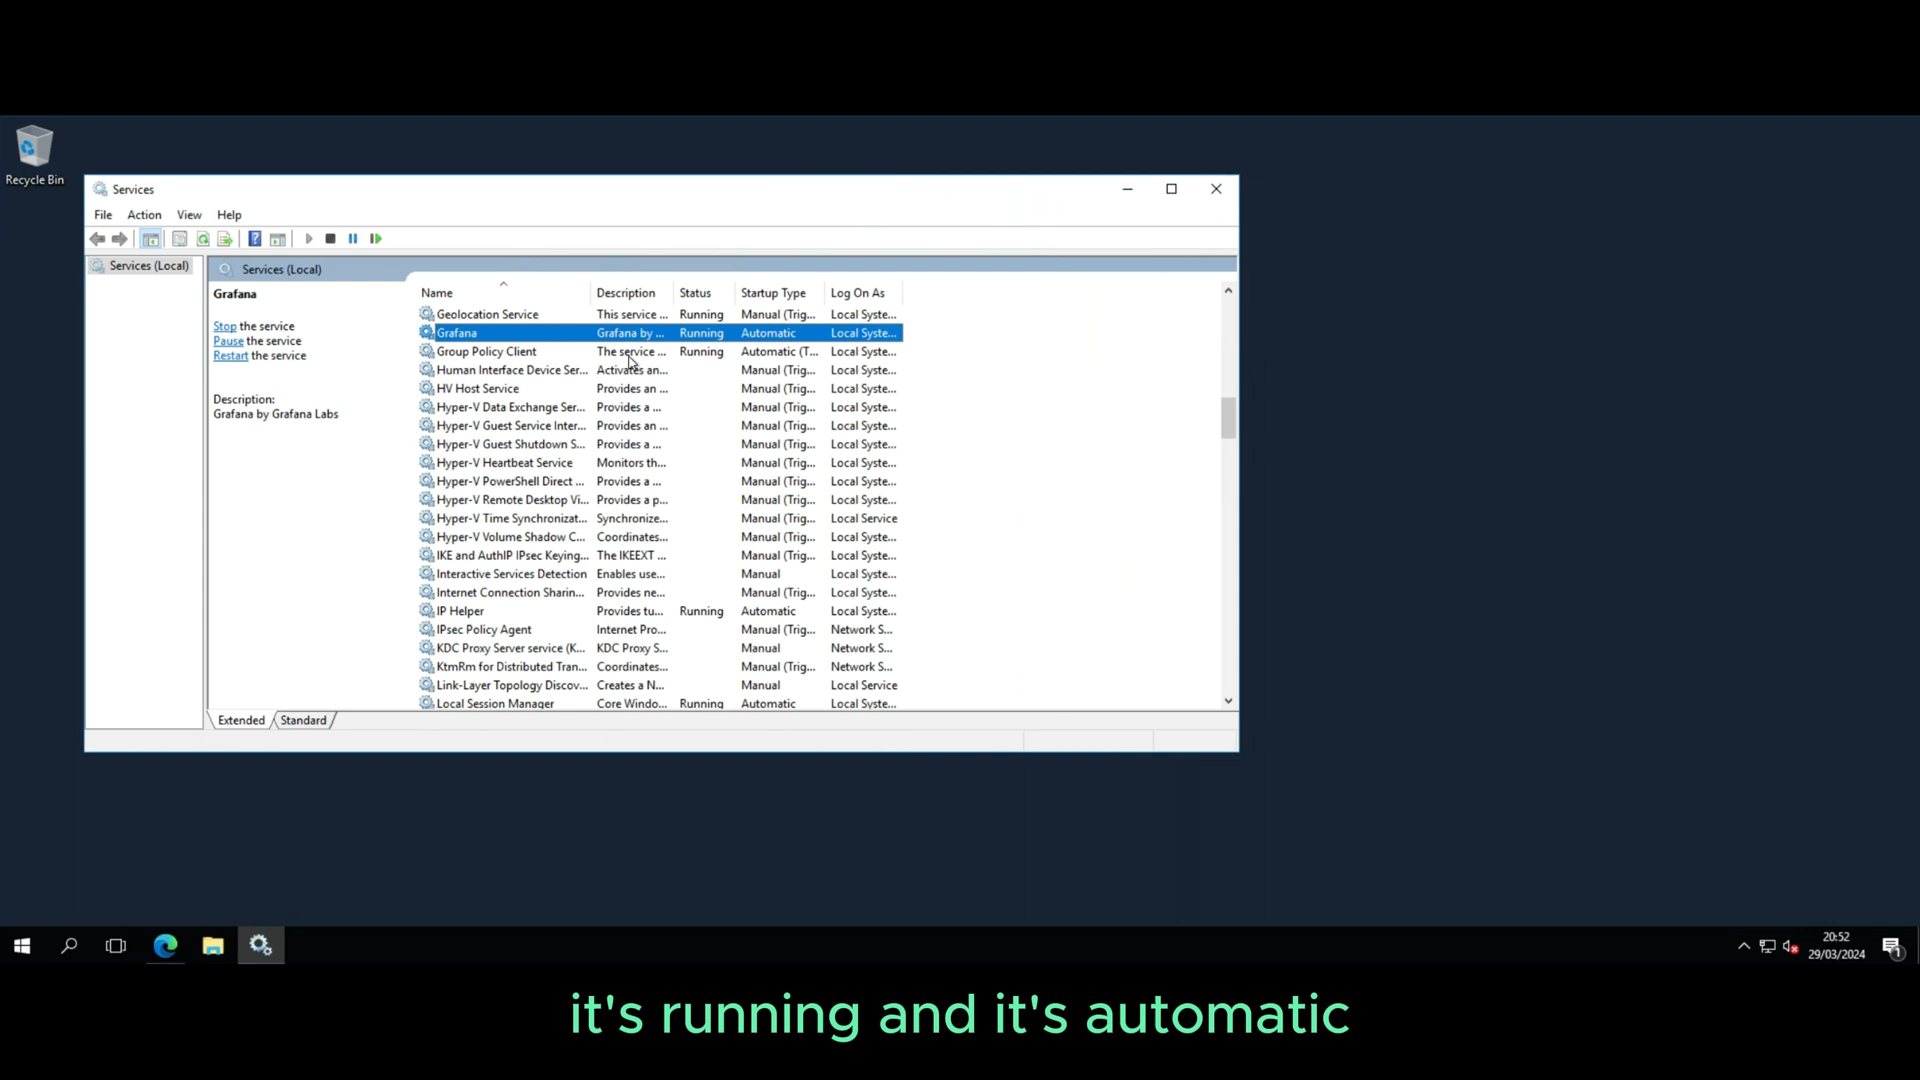 Recycle Bin
Services
File Action View Help
Services (Local)
Services (Local)
Grafana
Stop the service
Pause the service
Restart the service
Description:
Grafana by Grafana Labs
Name Description Status Startup Type Log On As
Geolocation Service This service ... Running Manual (Trig... Local Syste...
Grafana Grafana by ... Running Automatic Local Syste...
Group Policy Client The service ... Running Automatic (T... Local Syste...
Human Interface Device Ser... Activates an... Manual (Trig... Local Syste...
HV Host Service Provides an ... Manual (Trig... Local Syste...
Hyper-V Data Exchange Ser... Provides a ... Manual (Trig... Local Syste...
Hyper-V Guest Service Inter... Provides an ... Manual (Trig... Local Syste...
Hyper-V Guest Shutdown S... Provides a ... Manual (Trig... Local Syste...
Hyper-V Heartbeat Service Monitors th... Manual (Trig... Local Syste...
Hyper-V PowerShell Direct ... Provides a ... Manual (Trig... Local Syste...
Hyper-V Remote Desktop Vi... Provides a p... Manual (Trig... Local Syste...
Hyper-V Time Synchronizat... Synchronize... Manual (Trig... Local Service
Hyper-V Volume Shadow C... Coordinates... Manual (Trig... Local Syste...
IKE and AuthIP IPsec Keying... The IKEEXT ... Manual (Trig... Local Syste...
Interactive Services Detection Enables use... Manual Local Syste...
Internet Connection Sharin... Provides ne... Manual (Trig... Local Syste...
IP Helper Provides tu... Running Automatic Local Syste...
IPsec Policy Agent Internet Pro... Manual (Trig... Network S...
KDC Proxy Server service (K... KDC Proxy S... Manual Network S...
KtmRm for Distributed Tran... Coordinates... Manual (Trig... Network S...
Link-Layer Topology Discov... Creates a N... Manual Local Service
Local Session Manager Core Windo... Running Automatic Local Syste...
Extended Standard
20:52
29/03/2024
1
it's running and it's automatic